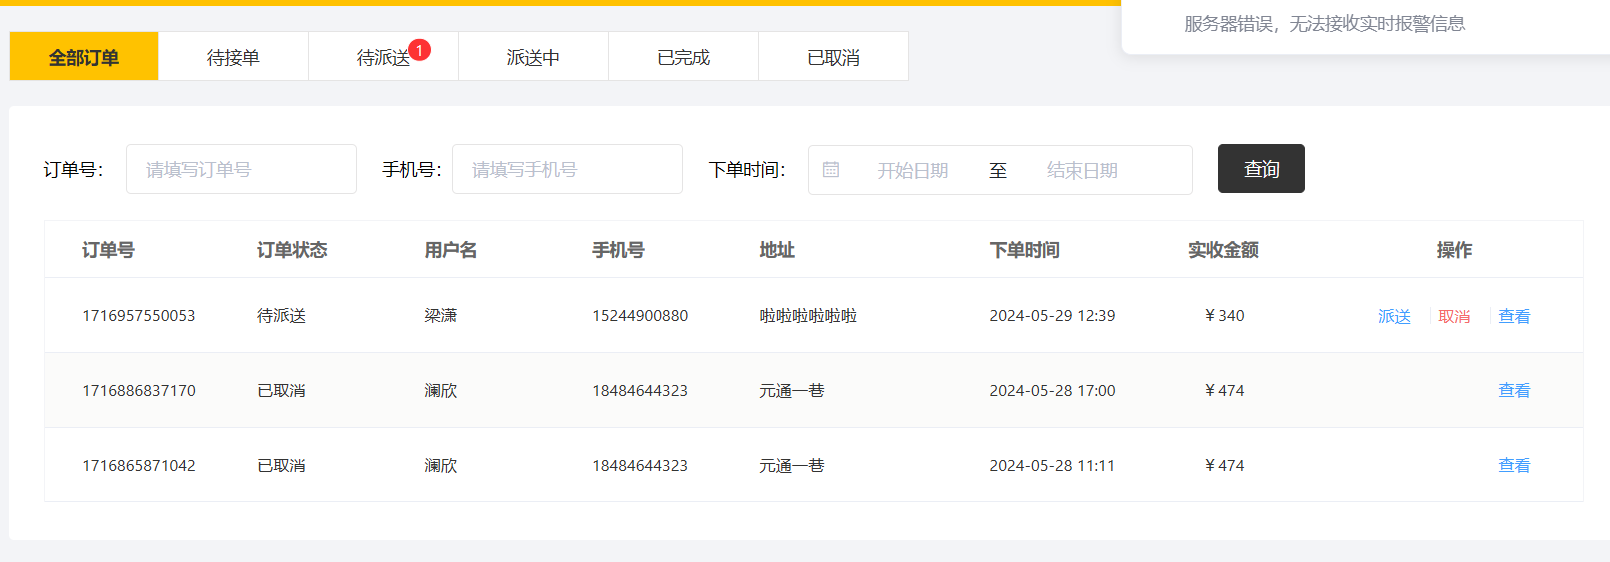 服务器错误，无法接收实时报警信息
全部订单 待接单 待派送 1 派送中 已完成 已取消
订单号： 请填写订单号 手机号： 请填写手机号 下单时间： 开始日期 至 结束日期 查询
订单号 订单状态 用户名 手机号 地址 下单时间 实收金额 操作
1716957550053 待派送 梁潇 15244900880 啦啦啦啦啦啦 2024-05-29 12:39 ￥340 派送 取消 查看
1716886837170 已取消 澜欣 18484644323 元通一巷 2024-05-28 17:00 ￥474 查看
1716865871042 已取消 澜欣 18484644323 元通一巷 2024-05-28 11:11 ￥474 查看